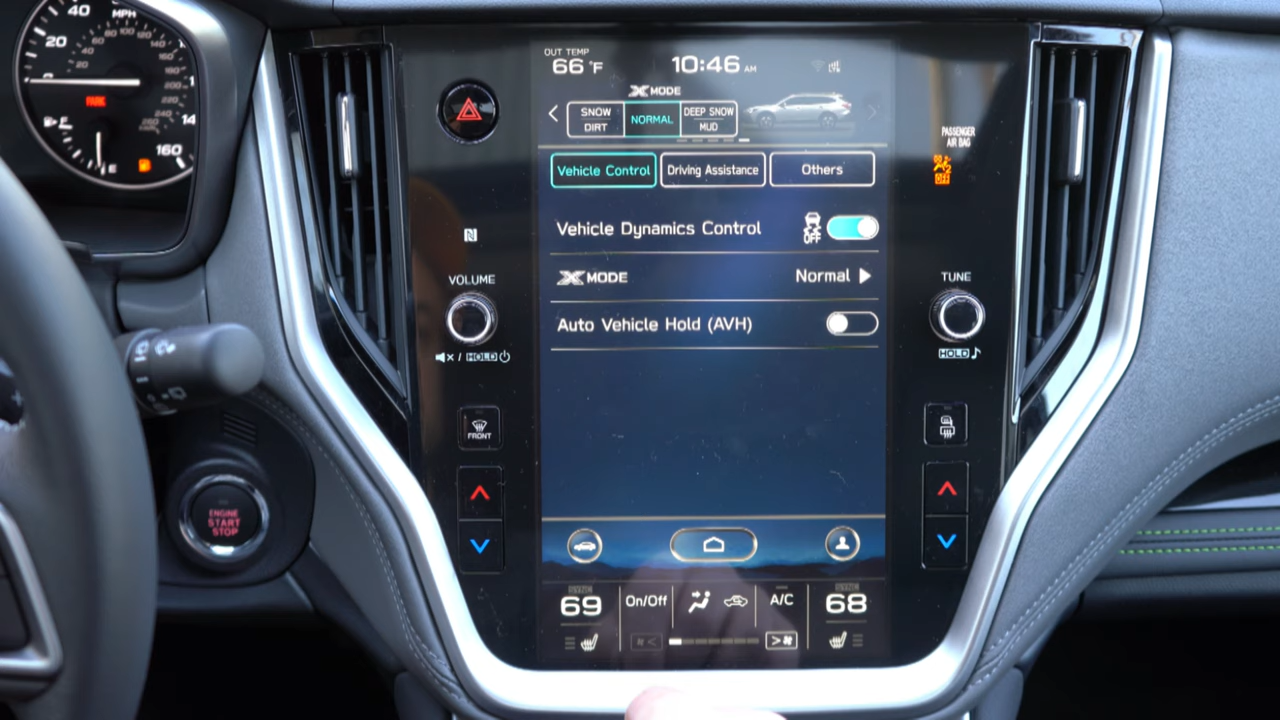 40
MPH
20
160
PARK
F
E
ENGINE
START
STOP
VOLUME
HOLD
FRONT
OUT TEMP
66 °F
10:46 AM
X MODE
SNOW
DIRT
NORMAL
DEEP SNOW
MUD
Vehicle Control
Driving Assistance
Others
Vehicle Dynamics Control
OFF
X MODE
Normal
Auto Vehicle Hold (AVH)
69
On/Off
A/C
68
PASSENGER
AIR BAG
OFF
TUNE
HOLD